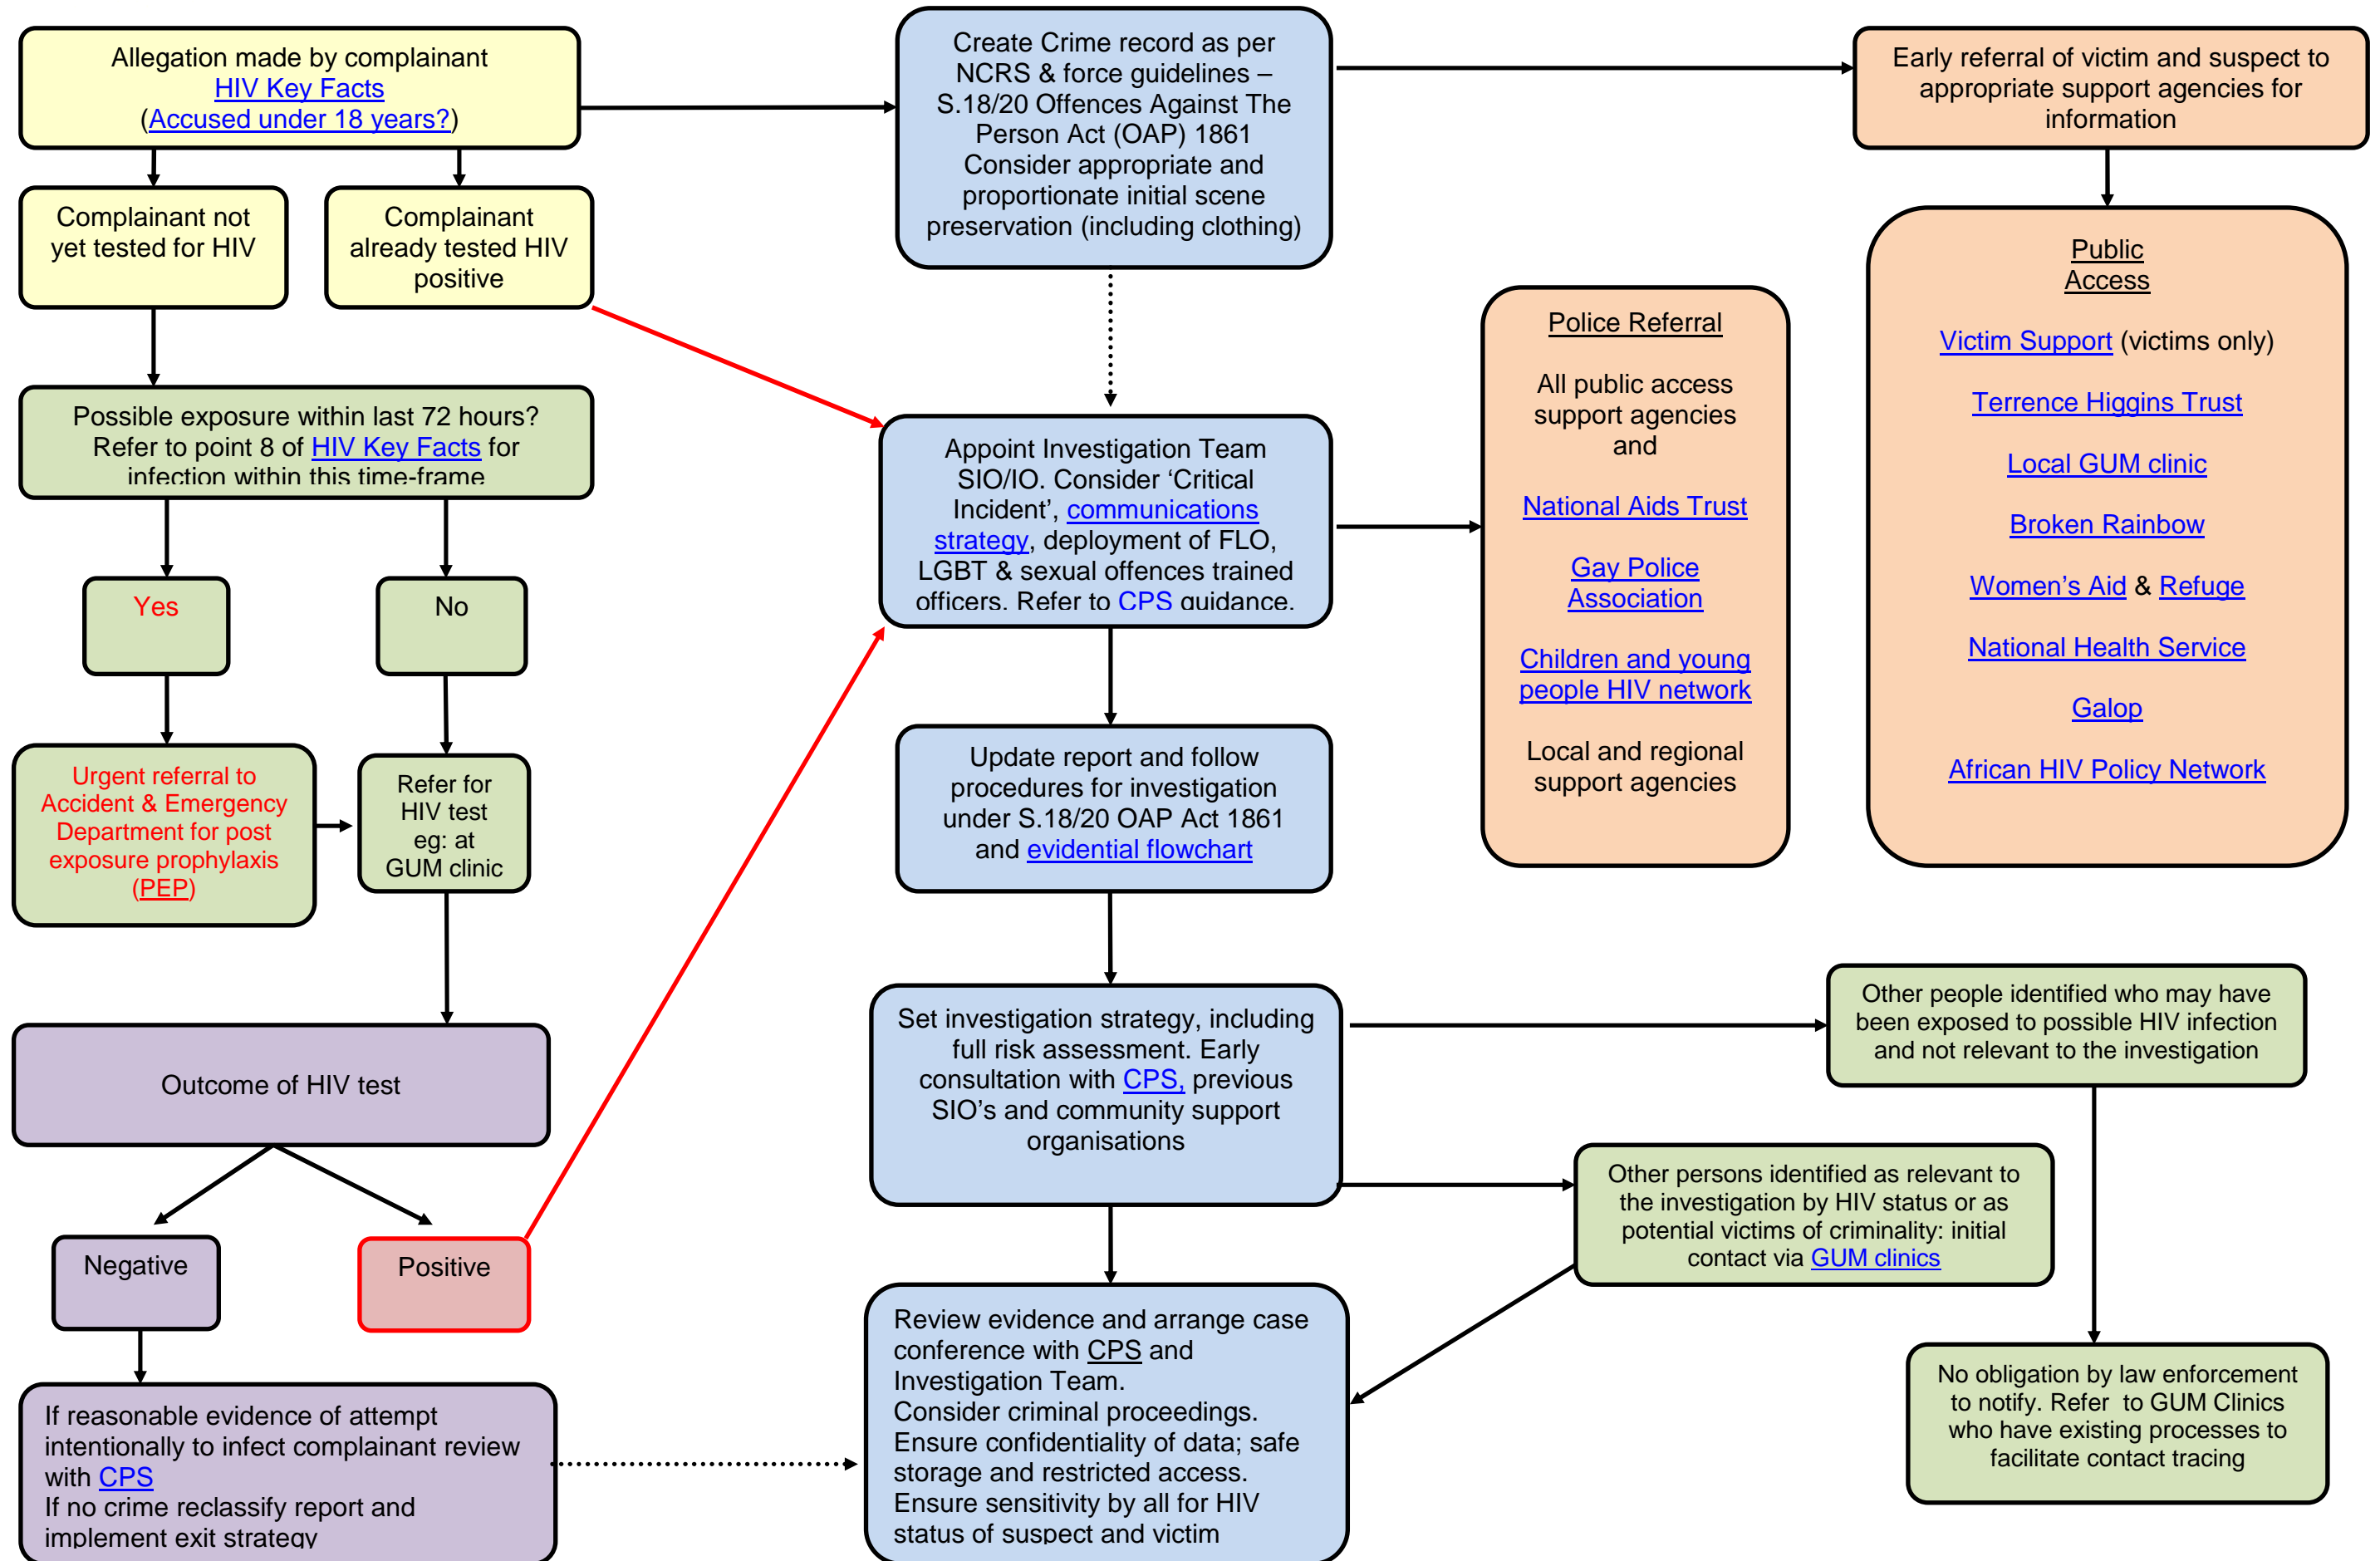 Allegation made by complainant
HIV Key Facts
(Accused under 18 years?)
Complainant not
yet tested for HIV
Complainant
already tested HIV
positive
Possible exposure within last 72 hours?
Refer to point 8 of HIV Key Facts for
infection within this time-frame
Yes
No
Urgent referral to
Accident & Emergency
Department for post
exposure prophylaxis
(PEP)
Refer for
HIV test
eg: at
GUM clinic
Outcome of HIV test
Negative
Positive
If reasonable evidence of attempt
intentionally to infect complainant review
with CPS
If no crime reclassify report and
implement exit strategy
Create Crime record as per
NCRS & force guidelines –
S.18/20 Offences Against The
Person Act (OAP) 1861
Consider appropriate and
proportionate initial scene
preservation (including clothing)
Appoint Investigation Team
SIO/IO. Consider ‘Critical
Incident’, communications
strategy, deployment of FLO,
LGBT & sexual offences trained
officers. Refer to CPS guidance.
Update report and follow
procedures for investigation
under S.18/20 OAP Act 1861
and evidential flowchart
Set investigation strategy, including
full risk assessment. Early
consultation with CPS, previous
SIO’s and community support
organisations
Review evidence and arrange case
conference with CPS and
Investigation Team.
Consider criminal proceedings.
Ensure confidentiality of data; safe
storage and restricted access.
Ensure sensitivity by all for HIV
status of suspect and victim
Early referral of victim and suspect to
appropriate support agencies for
information
Police Referral
All public access
support agencies
and
National Aids Trust
Gay Police
Association
Children and young
people HIV network
Local and regional
support agencies
Public
Access
Victim Support (victims only)
Terrence Higgins Trust
Local GUM clinic
Broken Rainbow
Women’s Aid & Refuge
National Health Service
Galop
African HIV Policy Network
Other people identified who may have
been exposed to possible HIV infection
and not relevant to the investigation
Other persons identified as relevant to
the investigation by HIV status or as
potential victims of criminality: initial
contact via GUM clinics
No obligation by law enforcement
to notify. Refer  to GUM Clinics
who have existing processes to
facilitate contact tracing